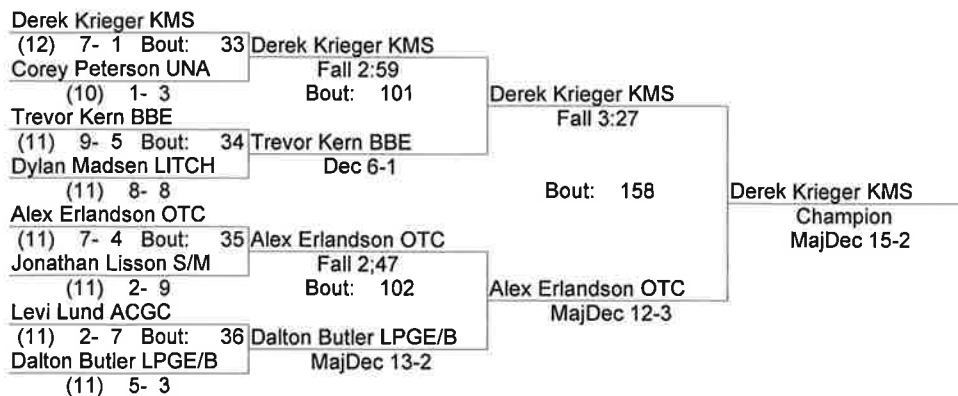 Derek Krieger KMS
(12) 7- 1 Bout: 33 Derek Krieger KMS
Corey Peterson UNA Fall 2:59
(10) 1- 3 Bout: 101 Derek Krieger KMS
Trevor Kern BBE Fall 3:27
(11) 9- 5 Bout: 34 Trevor Kern BBE
Dylan Madsen LITCH Dec 6-1
(11) 8- 8 Bout: 158 Derek Krieger KMS
Alex Erlandson OTC Champion
(11) 7- 4 Bout: 35 Alex Erlandson OTC MajDec 15-2
Jonathan Lisson S/M Fall 2;47
(11) 2- 9 Bout: 102 Alex Erlandson OTC
Levi Lund ACGC MajDec 12-3
(11) 2- 7 Bout: 36 Dalton Butler LPGE/B
Dalton Butler LPGE/B MajDec 13-2
(11) 5- 3